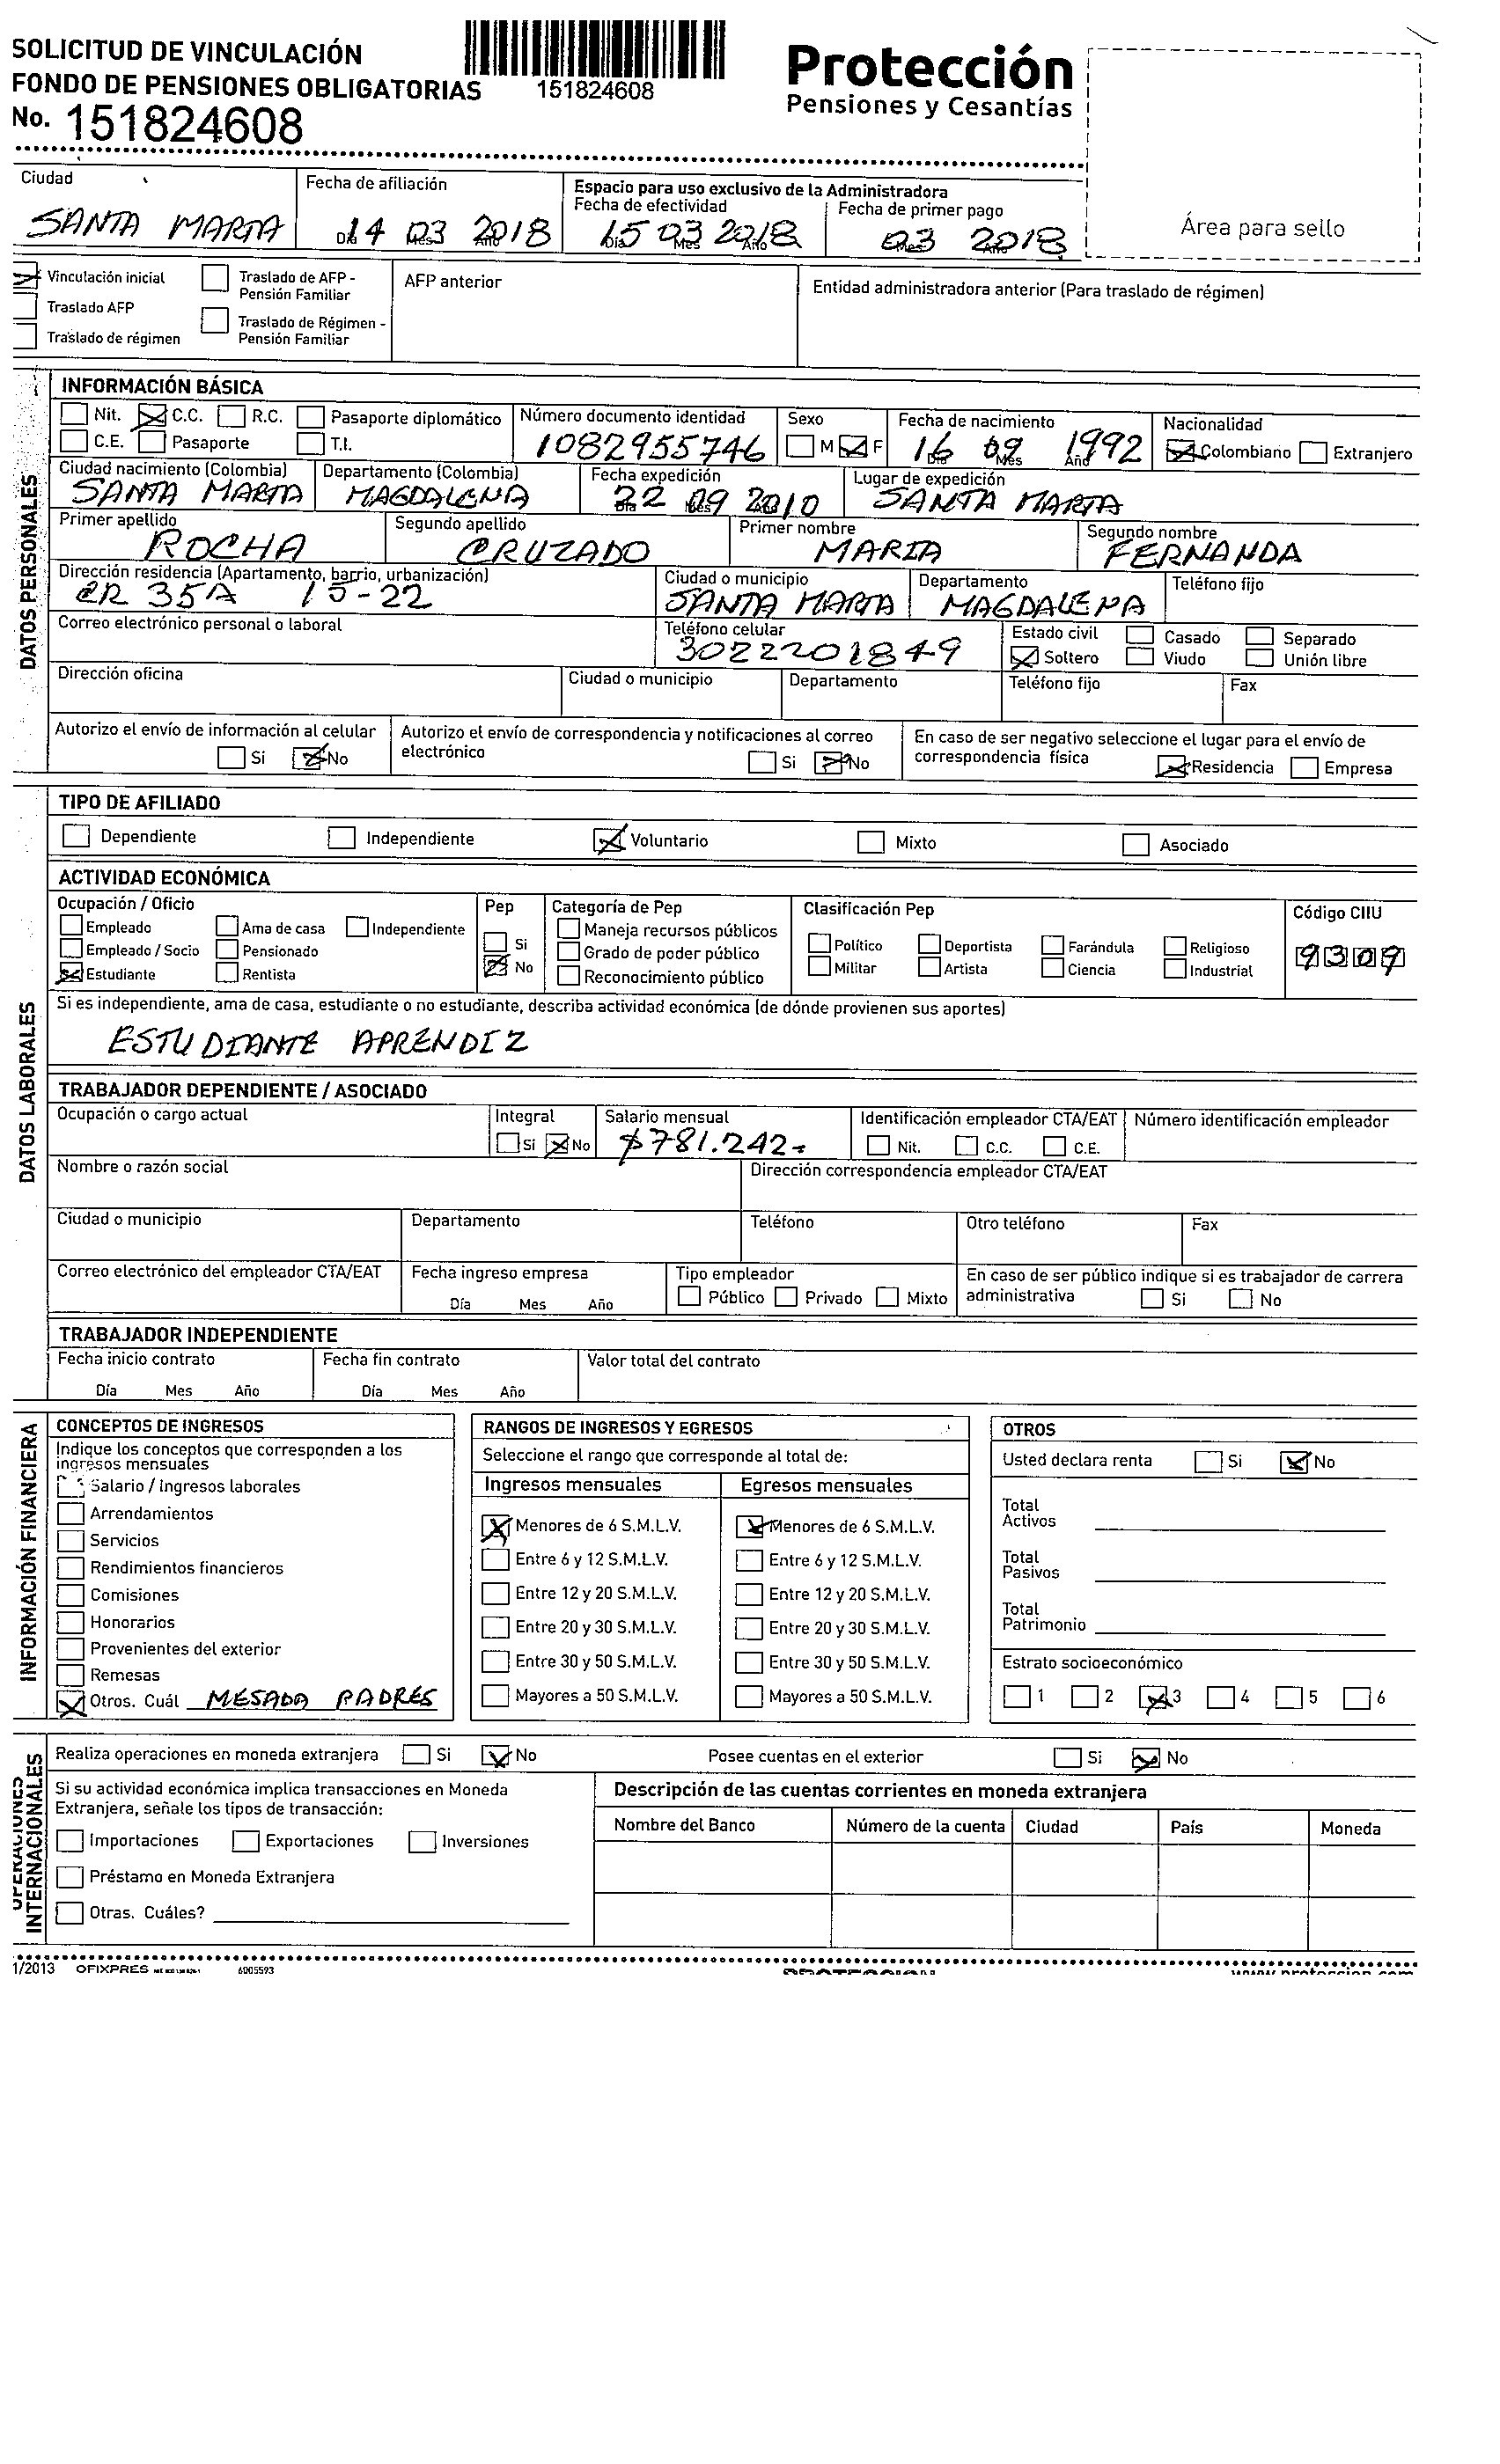 SOLICITUD DE VINCULACIÓN
FONDO DE PENSIONES OBLIGATORIAS
No. 151824608
151824608
Protección
Pensiones y Cesantías
Área para sello
Ciudad
SANTA MARTA
Fecha de afiliación
Día 14 Mes 03 Año 2018
Espacio para uso exclusivo de la Administradora
Fecha de efectividad
Día 15 Mes 03 Año 2018
Fecha de primer pago
Mes 03 Año 2018
Vinculación inicial
Traslado AFP
Traslado de régimen
Traslado de AFP -
Pensión Familiar
Traslado de Régimen -
Pensión Familiar
AFP anterior
Entidad administradora anterior (Para traslado de régimen)
DATOS PERSONALES
INFORMACIÓN BÁSICA
Nit. C.C. R.C. Pasaporte diplomático
C.E. Pasaporte T.I.
Número documento identidad
1082955746
Sexo
M F
Fecha de nacimiento
Día 16 Mes 09 Año 1992
Nacionalidad
Colombiano Extranjero
Ciudad nacimiento (Colombia)
SANTA MARTA
Departamento (Colombia)
MAGDALENA
Fecha expedición
Día 22 Mes 09 Año 2010
Lugar de expedición
SANTA MARTA
Primer apellido
ROCHA
Segundo apellido
CRUZADO
Primer nombre
MARIA
Segundo nombre
FERNANDA
Dirección residencia (Apartamento, barrio, urbanización)
CR 35A 15-22
Ciudad o municipio
SANTA MARTA
Departamento
MAGDALENA
Teléfono fijo
Correo electrónico personal o laboral
Teléfono celular
3022201849
Estado civil
Casado Separado
Soltero Viudo Unión libre
Dirección oficina
Ciudad o municipio
Departamento
Teléfono fijo
Fax
Autorizo el envío de información al celular
Si No
Autorizo el envío de correspondencia y notificaciones al correo
electrónico
Si No
En caso de ser negativo seleccione el lugar para el envío de
correspondencia física
Residencia Empresa
DATOS LABORALES
TIPO DE AFILIADO
Dependiente Independiente Voluntario Mixto Asociado
ACTIVIDAD ECONÓMICA
Ocupación / Oficio
Empleado Ama de casa Independiente
Empleado / Socio Pensionado
Estudiante Rentista
Pep
Si
No
Categoría de Pep
Maneja recursos públicos
Grado de poder público
Reconocimiento público
Clasificación Pep
Político Deportista Farándula Religioso
Militar Artista Ciencia Industrial
Código CIIU
9309
Si es independiente, ama de casa, estudiante o no estudiante, describa actividad económica (de dónde provienen sus aportes)
ESTUDIANTE APRENDIZ
TRABAJADOR DEPENDIENTE / ASOCIADO
Ocupación o cargo actual
Integral
Si No
Salario mensual
$781.242-
Identificación empleador CTA/EAT
Nit. C.C. C.E.
Número identificación empleador
Nombre o razón social
Dirección correspondencia empleador CTA/EAT
Ciudad o municipio
Departamento
Teléfono
Otro teléfono
Fax
Correo electrónico del empleador CTA/EAT
Fecha ingreso empresa
Día Mes Año
Tipo empleador
Público Privado Mixto
En caso de ser público indique si es trabajador de carrera
administrativa Si No
TRABAJADOR INDEPENDIENTE
Fecha inicio contrato
Día Mes Año
Fecha fin contrato
Día Mes Año
Valor total del contrato
INFORMACIÓN FINANCIERA
CONCEPTOS DE INGRESOS
Indique los conceptos que corresponden a los
ingresos mensuales
Salario / Ingresos laborales
Arrendamientos
Servicios
Rendimientos financieros
Comisiones
Honorarios
Provenientes del exterior
Remesas
Otros. Cuál MESADA PADRES
RANGOS DE INGRESOS Y EGRESOS
Seleccione el rango que corresponde al total de:
Ingresos mensuales
Menores de 6 S.M.L.V.
Entre 6 y 12 S.M.L.V.
Entre 12 y 20 S.M.L.V.
Entre 20 y 30 S.M.L.V.
Entre 30 y 50 S.M.L.V.
Mayores a 50 S.M.L.V.
Egresos mensuales
Menores de 6 S.M.L.V.
Entre 6 y 12 S.M.L.V.
Entre 12 y 20 S.M.L.V.
Entre 20 y 30 S.M.L.V.
Entre 30 y 50 S.M.L.V.
Mayores a 50 S.M.L.V.
OTROS
Usted declara renta Si No
Total
Activos
Total
Pasivos
Total
Patrimonio
Estrato socioeconómico
1 2 3 4 5 6
OPERACIONES
INTERNACIONALES
Realiza operaciones en moneda extranjera Si No
Posee cuentas en el exterior Si No
Si su actividad económica implica transacciones en Moneda
Extranjera, señale los tipos de transacción:
Importaciones Exportaciones Inversiones
Préstamo en Moneda Extranjera
Otras. Cuáles?
Descripción de las cuentas corrientes en moneda extranjera
Nombre del Banco Número de la cuenta Ciudad País Moneda
1/2013 OFIXPRES 6005593